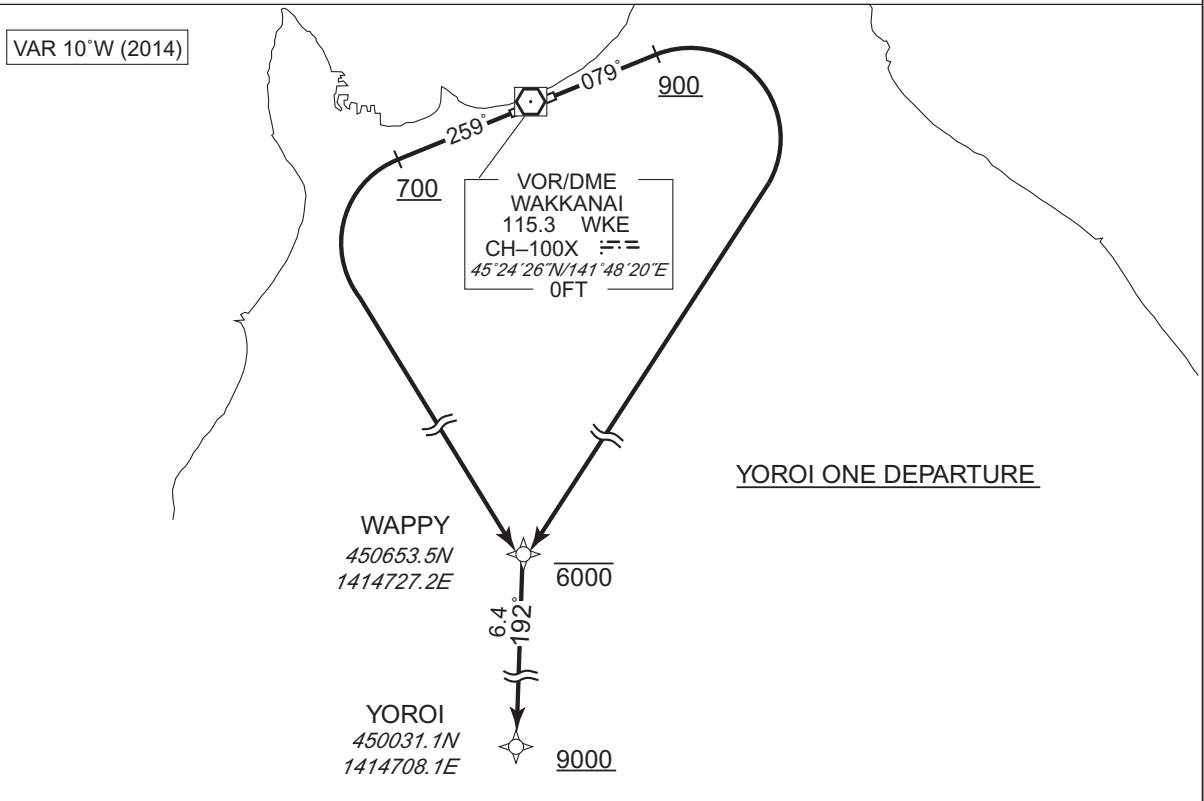 VAR 10°W (2014)
079°
900
259°
700
VOR/DME
WAKKANAI
115.3 WKE
CH–100X
45°24′26″N/141°48′20″E
0FT
YOROI ONE DEPARTURE
WAPPY
450653.5N
1414727.2E
6000
6.4
192°
YOROI
450031.1N
1414708.1E
9000